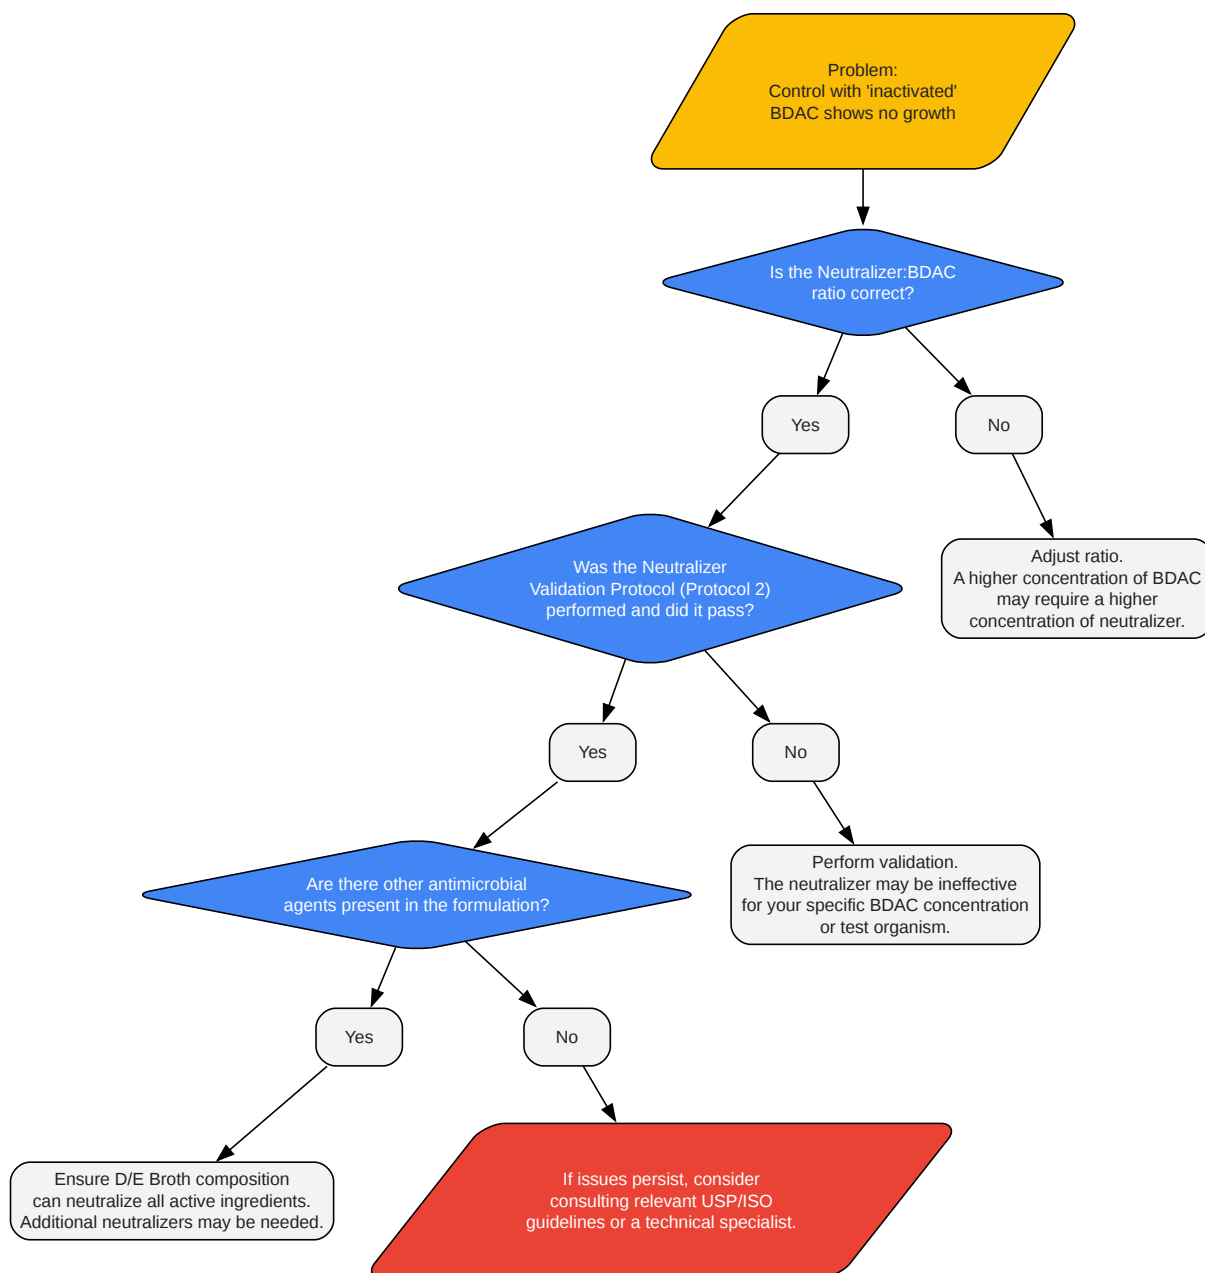 Problem:
Control with 'inactivated'
BDAC shows no growth
Is the Neutralizer:BDAC
ratio correct?
Yes
No
Was the Neutralizer
Validation Protocol (Protocol 2)
performed and did it pass?
Adjust ratio.
A higher concentration of BDAC
may require a higher
concentration of neutralizer.
Yes
No
Are there other antimicrobial
agents present in the formulation?
Perform validation.
The neutralizer may be ineffective
for your specific BDAC concentration
or test organism.
Yes
No
Ensure D/E Broth composition
can neutralize all active ingredients.
Additional neutralizers may be needed.
If issues persist, consider
consulting relevant USP/ISO
guidelines or a technical specialist.